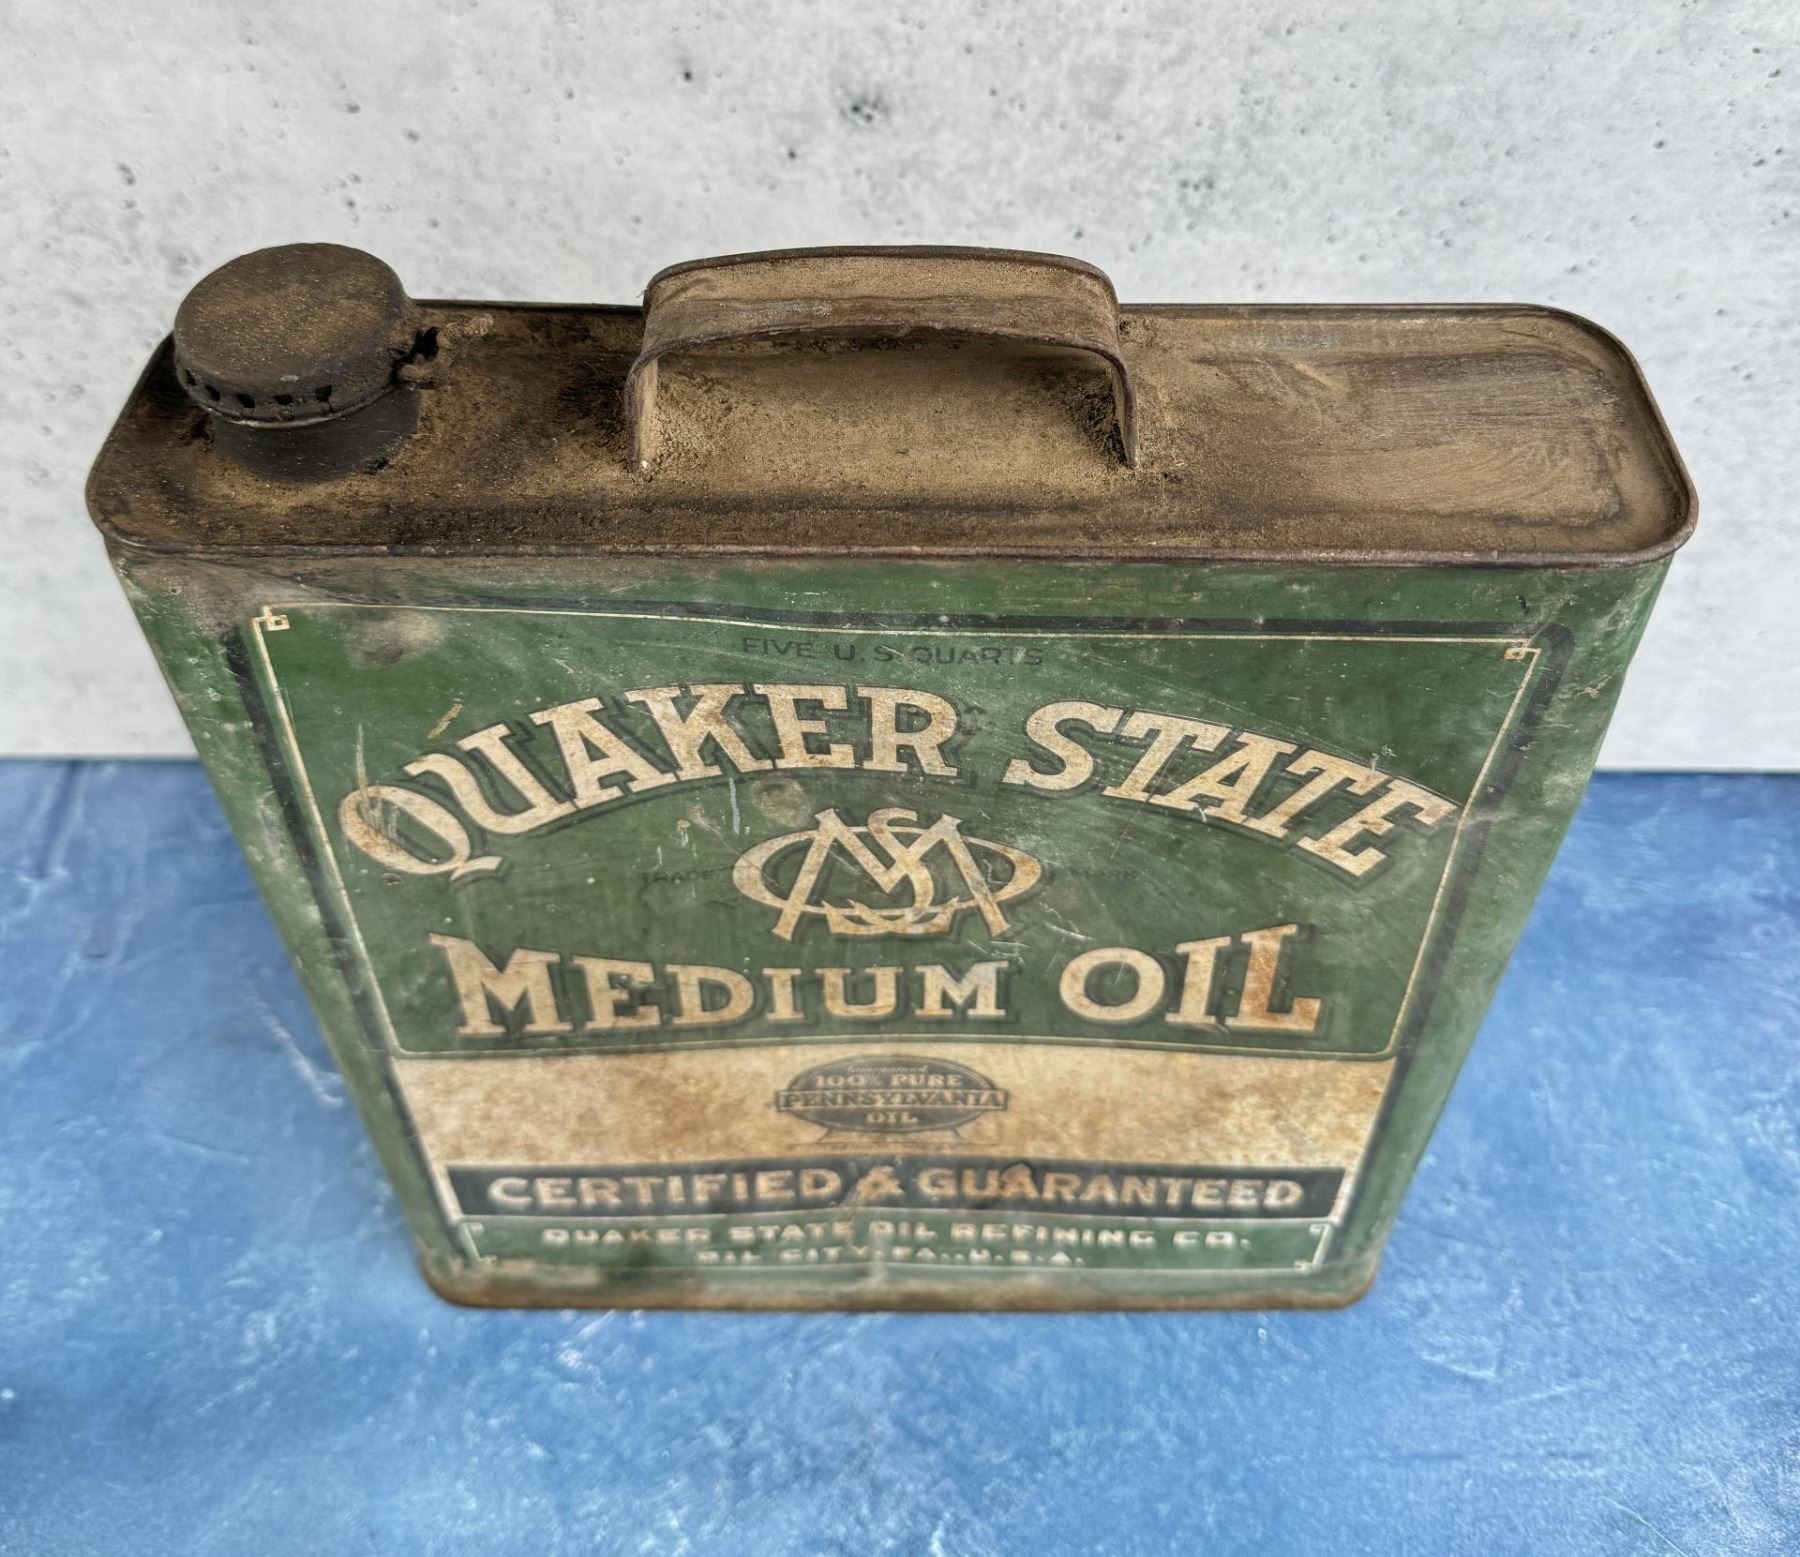 FIVE U.S. QUARTS
QUAKER STATE
TRADE MARK
MEDIUM OIL
Guaranteed
100% PURE
PENNSYLVANIA
OIL
CERTIFIED & GUARANTEED
QUAKER STATE OIL REFINING CO.
OIL CITY, PA., U.S.A.